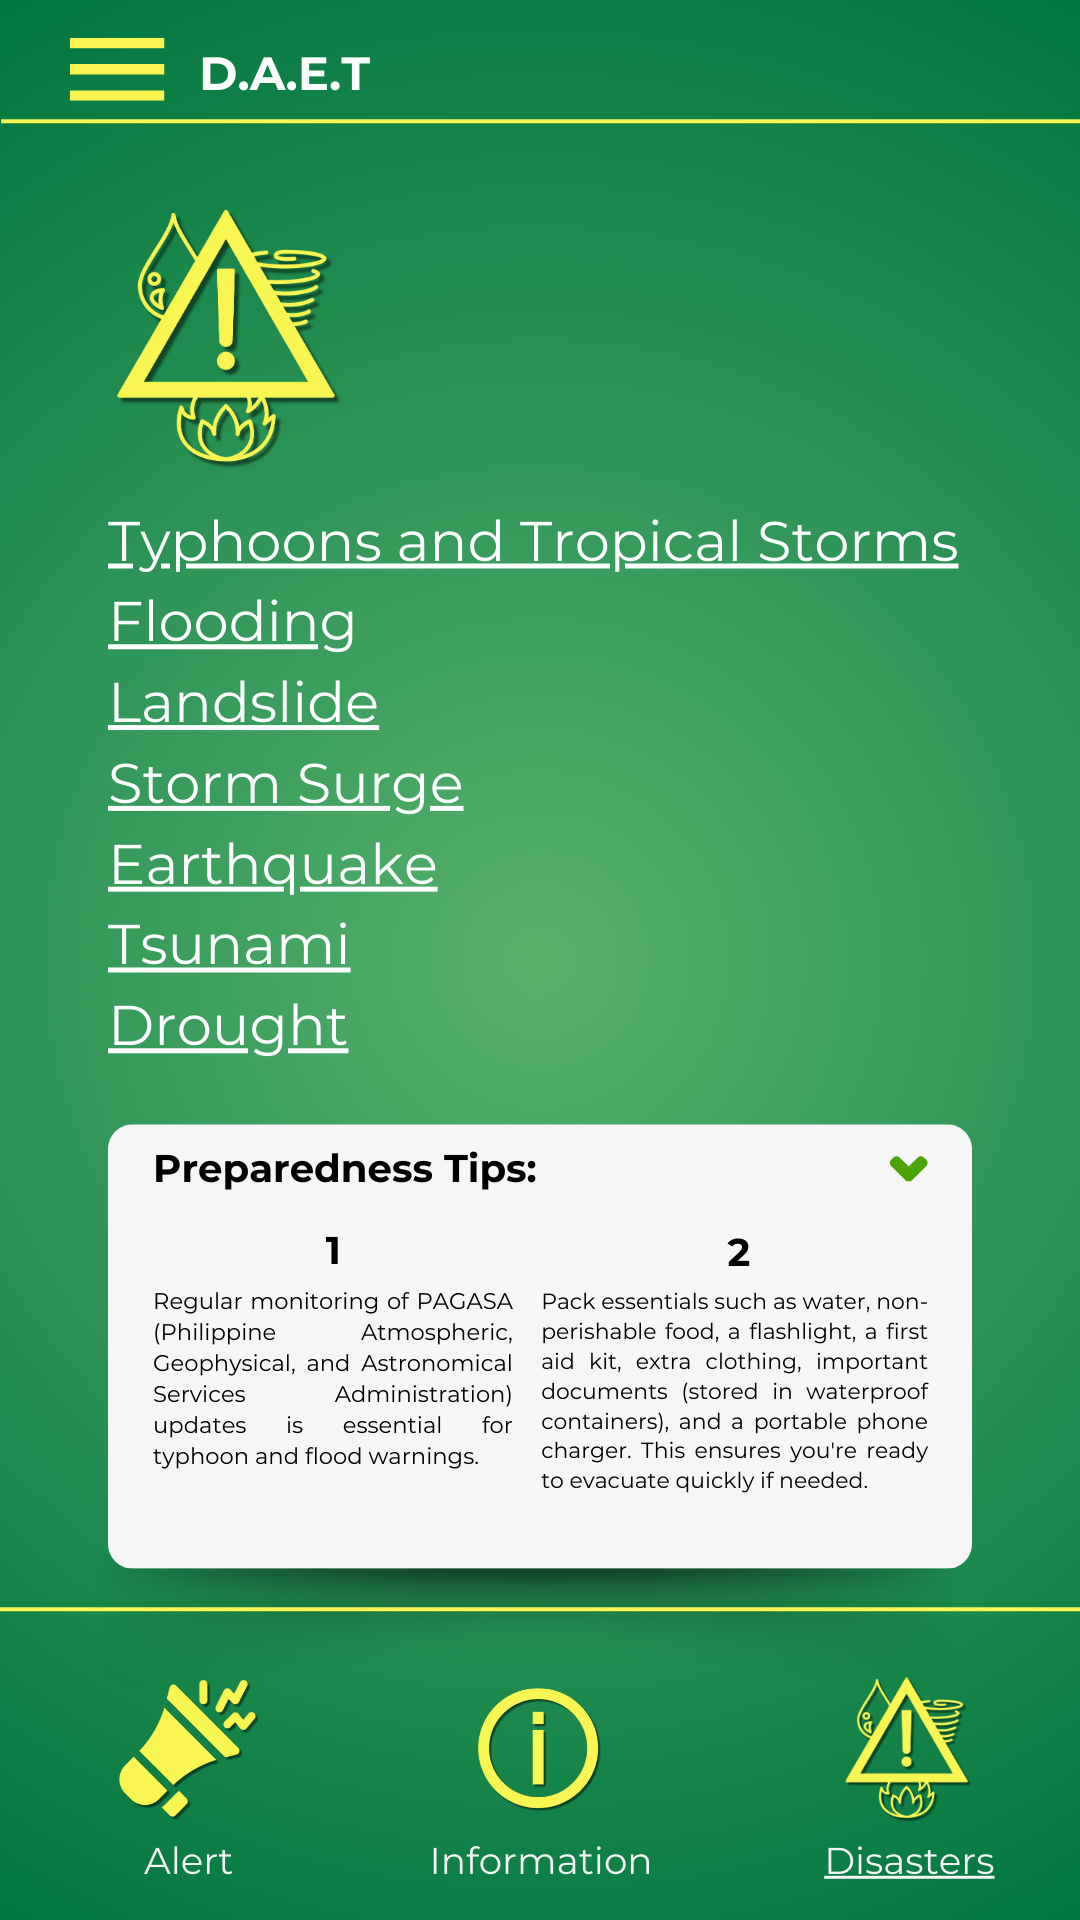 D.A.E.T
Typhoons and Tropical Storms
Flooding
Landslide
Storm Surge
Earthquake
Tsunami
Drought
Preparedness Tips:
1
Regular monitoring of PAGASA
(Philippine Atmospheric,
Geophysical, and Astronomical
Services Administration)
updates is essential for
typhoon and flood warnings.
2
Pack essentials such as water, non-
perishable food, a flashlight, a first
aid kit, extra clothing, important
documents (stored in waterproof
containers), and a portable phone
charger. This ensures you're ready
to evacuate quickly if needed.
Alert
Information
Disasters